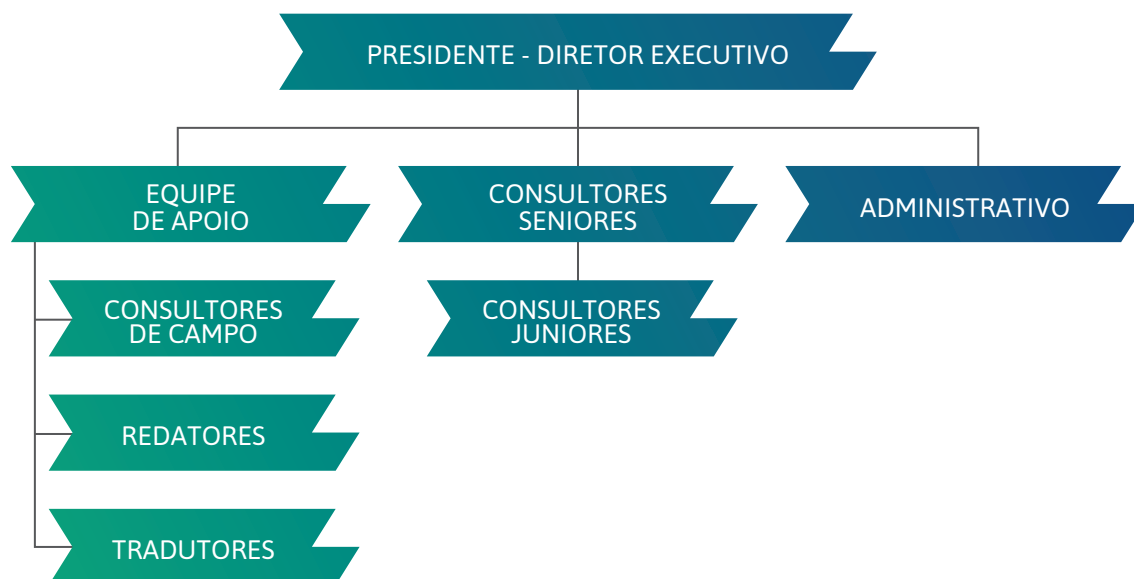 PRESIDENTE - DIRETOR EXECUTIVO
EQUIPE
DE APOIO
CONSULTORES
SENIORES
ADMINISTRATIVO
CONSULTORES
DE CAMPO
CONSULTORES
JUNIORES
REDATORES
TRADUTORES